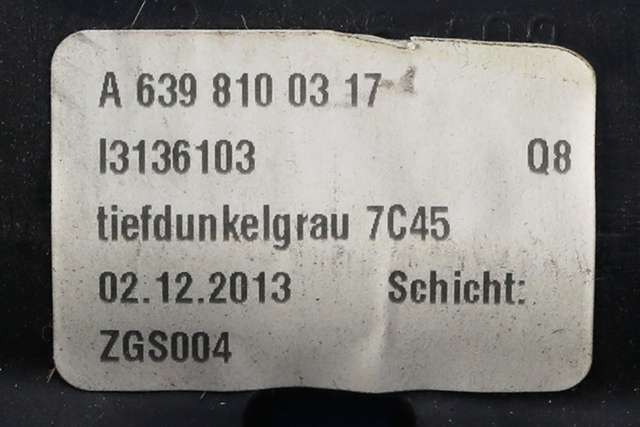 A 639 810 03 17
I3136103 Q8
tiefdunkelgrau 7C45
02.12.2013 Schicht:
ZGS004